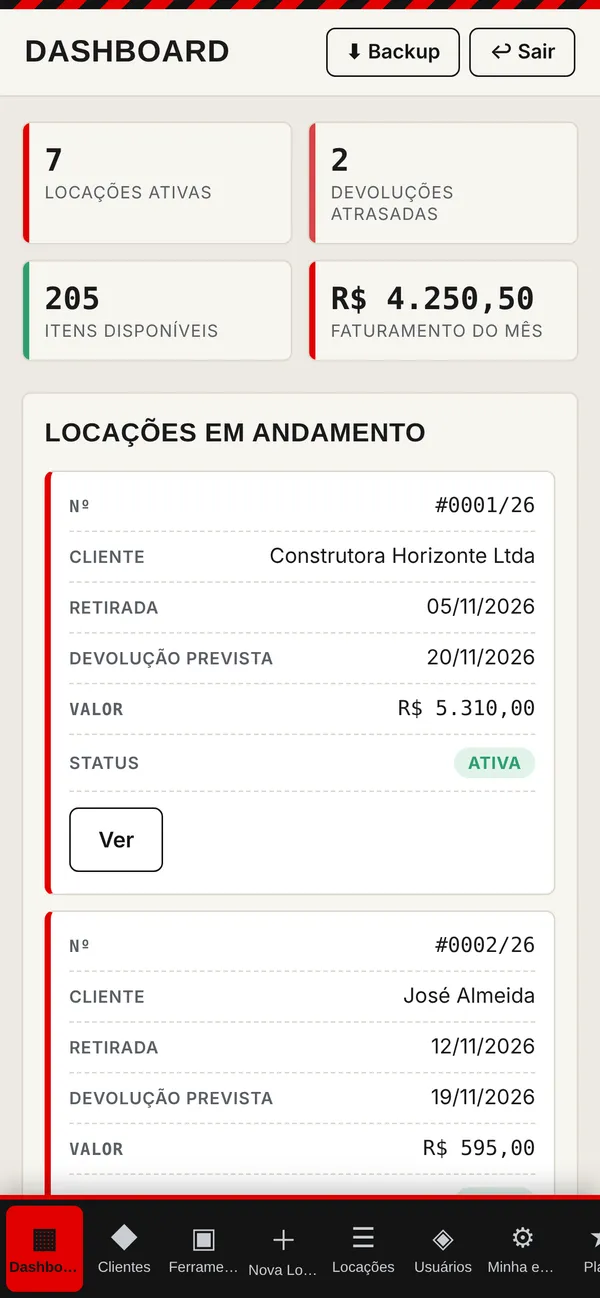 DASHBOARD
⬇ Backup
↩ Sair
7
LOCAÇÕES ATIVAS
2
DEVOLUÇÕES
ATRASADAS
205
ITENS DISPONÍVEIS
R$ 4.250,50
FATURAMENTO DO MÊS
LOCAÇÕES EM ANDAMENTO
Nº #0001/26
CLIENTE Construtora Horizonte Ltda
RETIRADA 05/11/2026
DEVOLUÇÃO PREVISTA 20/11/2026
VALOR R$ 5.310,00
STATUS ATIVA
Ver
Nº #0002/26
CLIENTE José Almeida
RETIRADA 12/11/2026
DEVOLUÇÃO PREVISTA 19/11/2026
VALOR R$ 595,00
Dashbo… Clientes Ferrame… Nova Lo… Locações Usuários Minha e… Pla